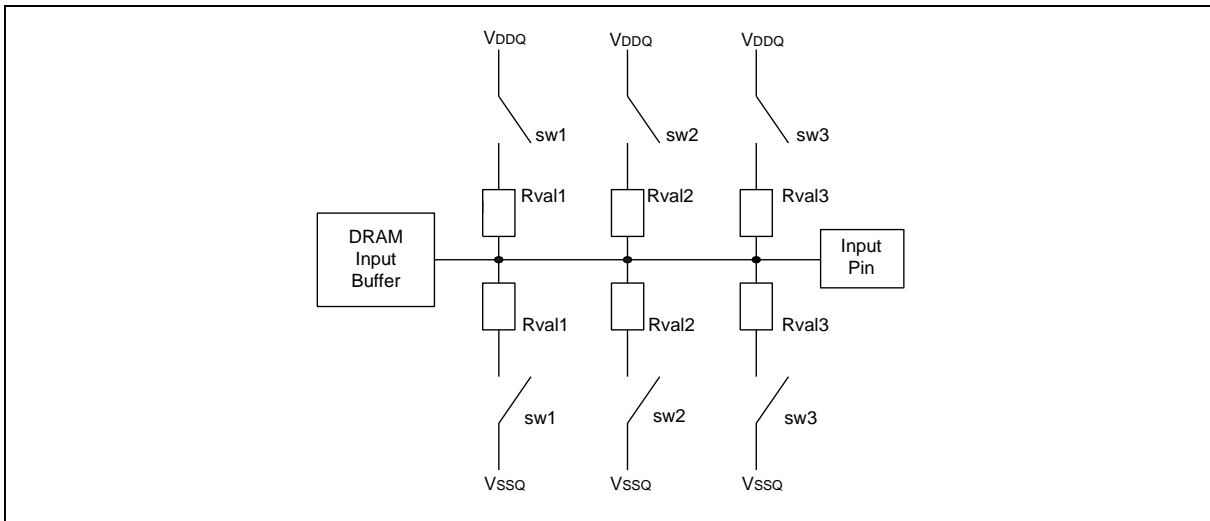 VDDQ
VDDQ
VDDQ
sw1
sw2
sw3
Rval1
Rval2
Rval3
DRAM
Input
Buffer
Input
Pin
Rval1
Rval2
Rval3
sw1
sw2
sw3
VSSQ
VSSQ
VSSQ